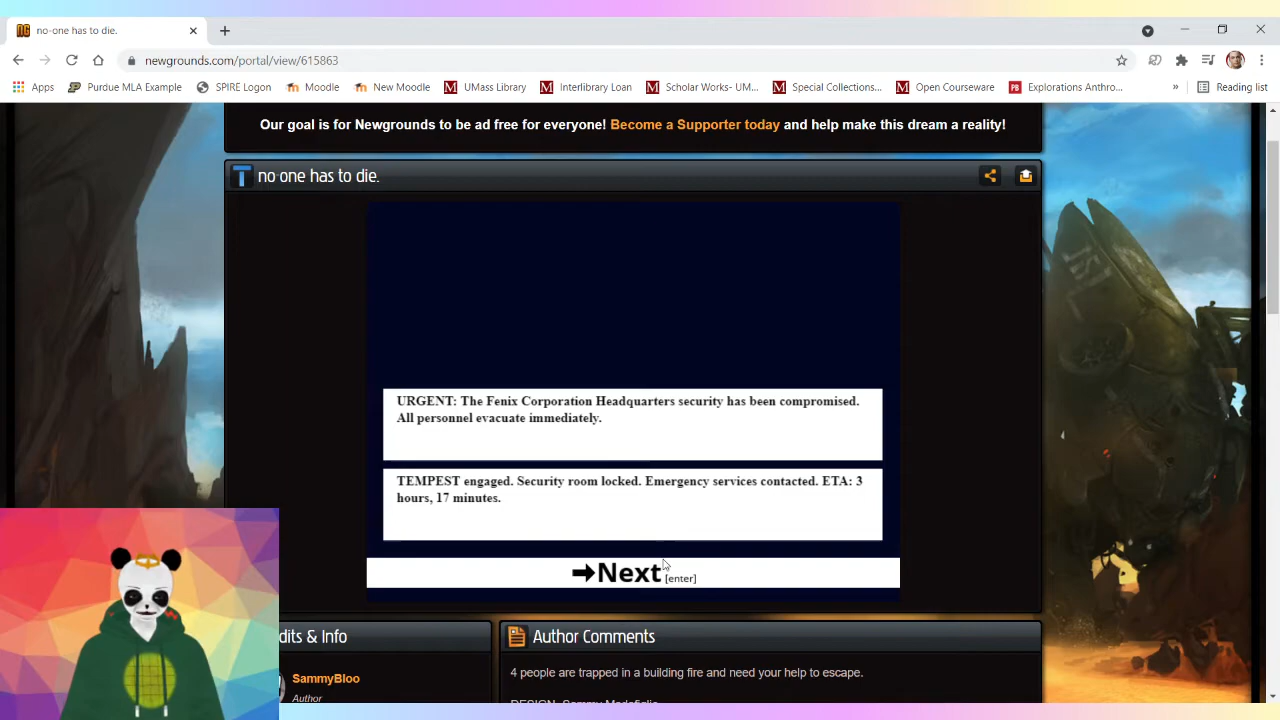 no-one has to die.
newgrounds.com/portal/view/615863
Apps
Purdue MLA Example
SPIRE Logon
Moodle
New Moodle
UMass Library
Interlibrary Loan
Scholar Works- UM...
Special Collections...
Open Courseware
Explorations Anthro...
»
Reading list
Our goal is for Newgrounds to be ad free for everyone! Become a Supporter today and help make this dream a reality!
no-one has to die.
URGENT: The Fenix Corporation Headquarters security has been compromised.
All personnel evacuate immediately.
TEMPEST engaged. Security room locked. Emergency services contacted. ETA: 3
hours, 17 minutes.
➡Next [enter]
dits & Info
Author Comments
SammyBloo
Author
4 people are trapped in a building fire and need your help to escape.